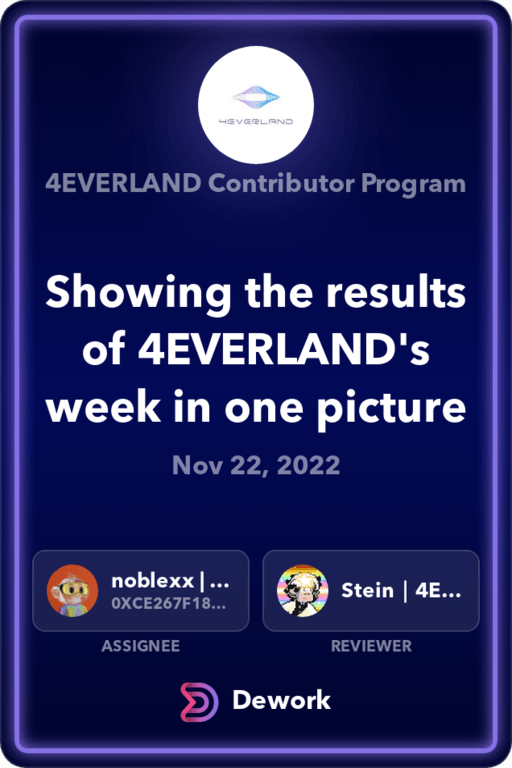 4EVERLAND
4EVERLAND Contributor Program
Showing the results
of 4EVERLAND's
week in one picture
Nov 22, 2022
noblexx | ...
0XCE267F18...
Stein | 4E...
ASSIGNEE
REVIEWER
Dework